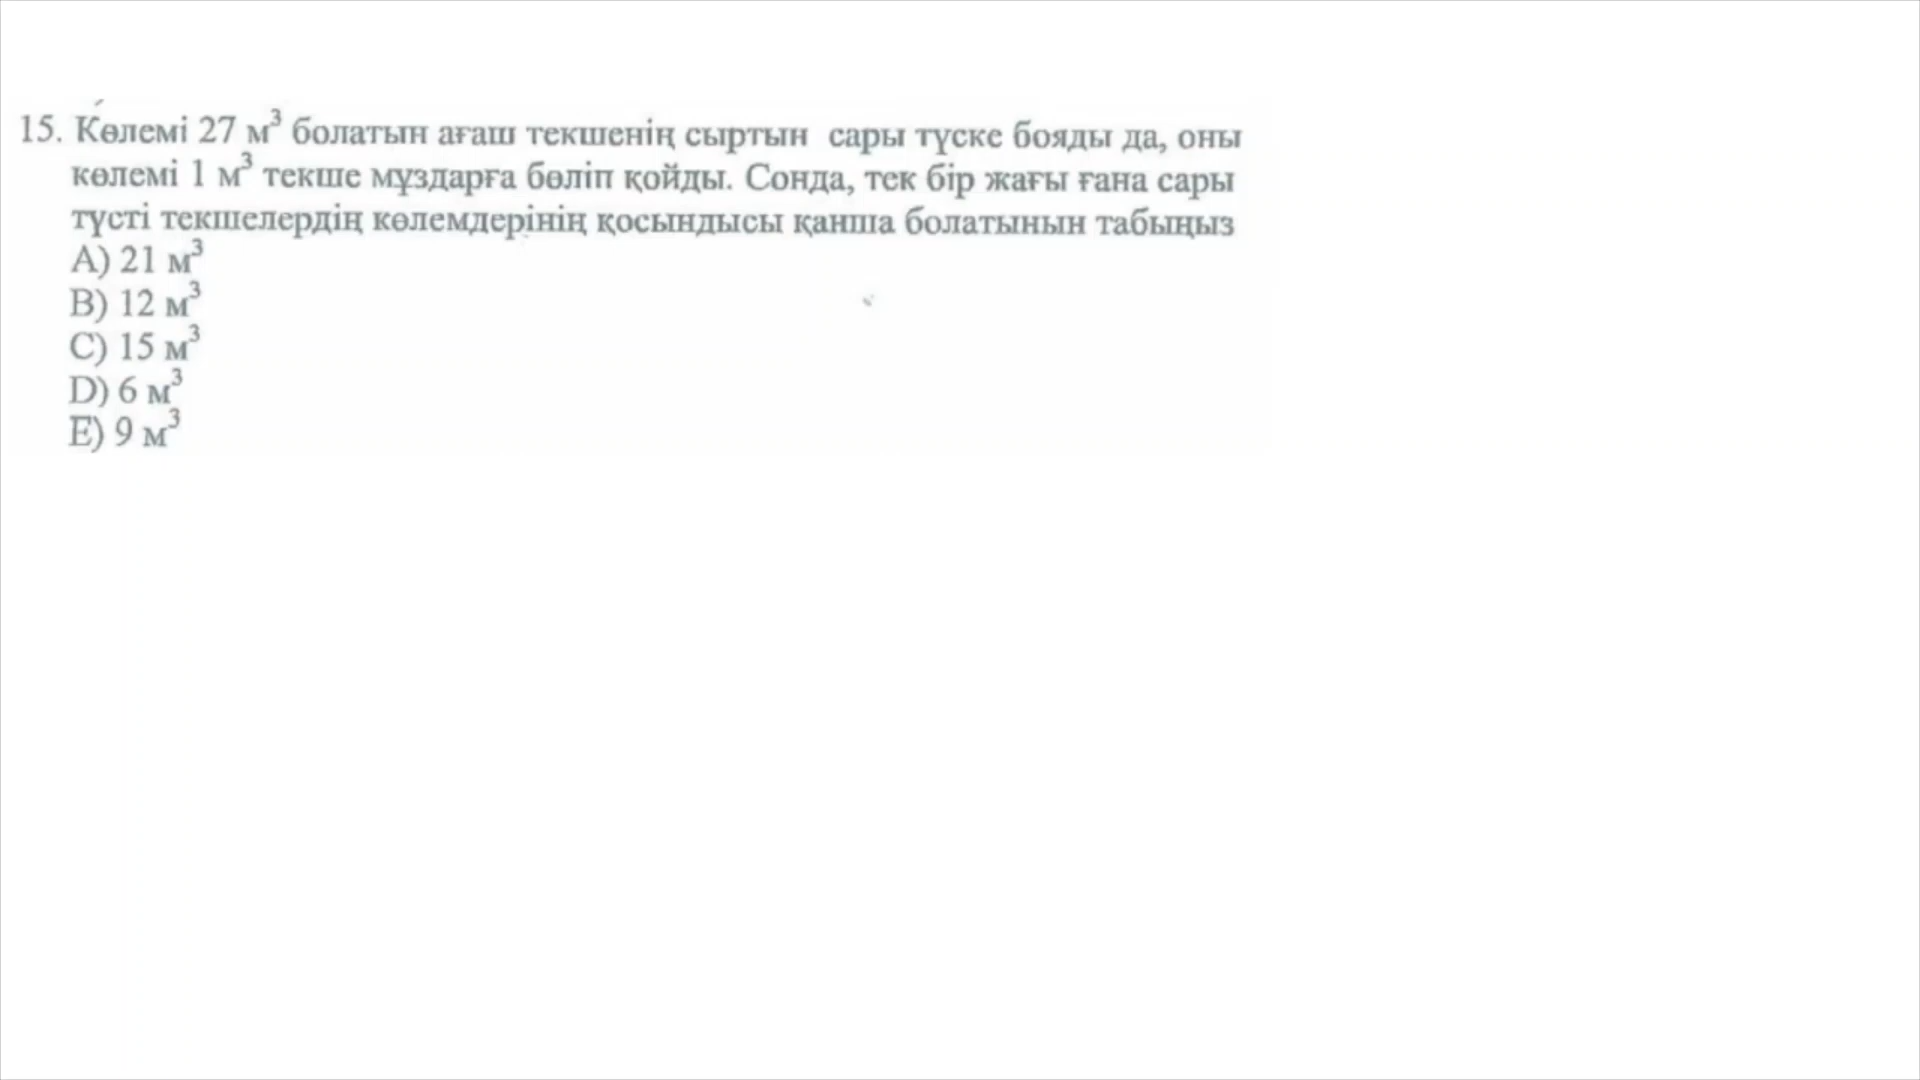 15. Көлемі 27 м³ болатын ағаш текшенің сыртын сары түске бояды да, оны
көлемі 1 м³ текше мұздарға бөліп қойды. Сонда, тек бір жағы ғана сары
түсті текшелердің көлемдерінің қосындысы қанша болатынын табыңыз
A) 21 м³
B) 12 м³
C) 15 м³
D) 6 м³
E) 9 м³